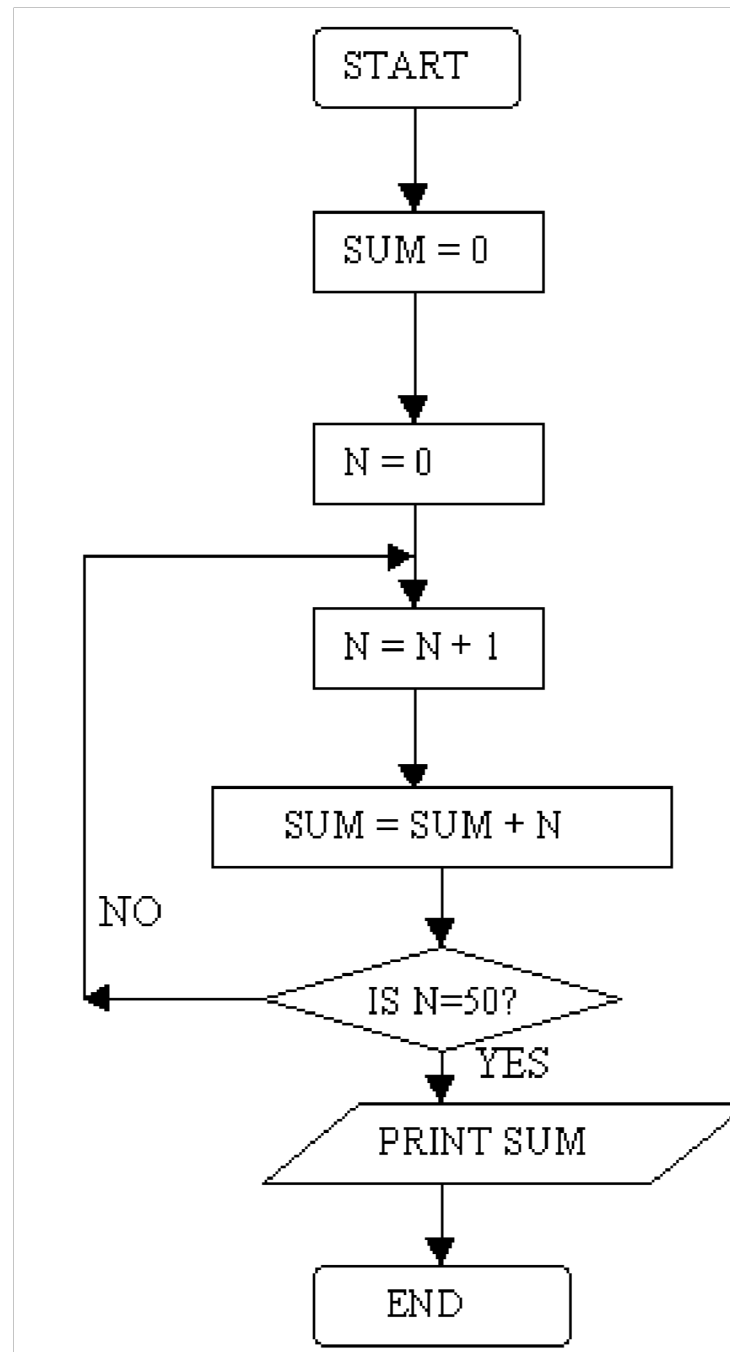 START
SUM = 0
N = 0
N = N + 1
SUM = SUM + N
NO
IS N=50?
YES
PRINT SUM
END